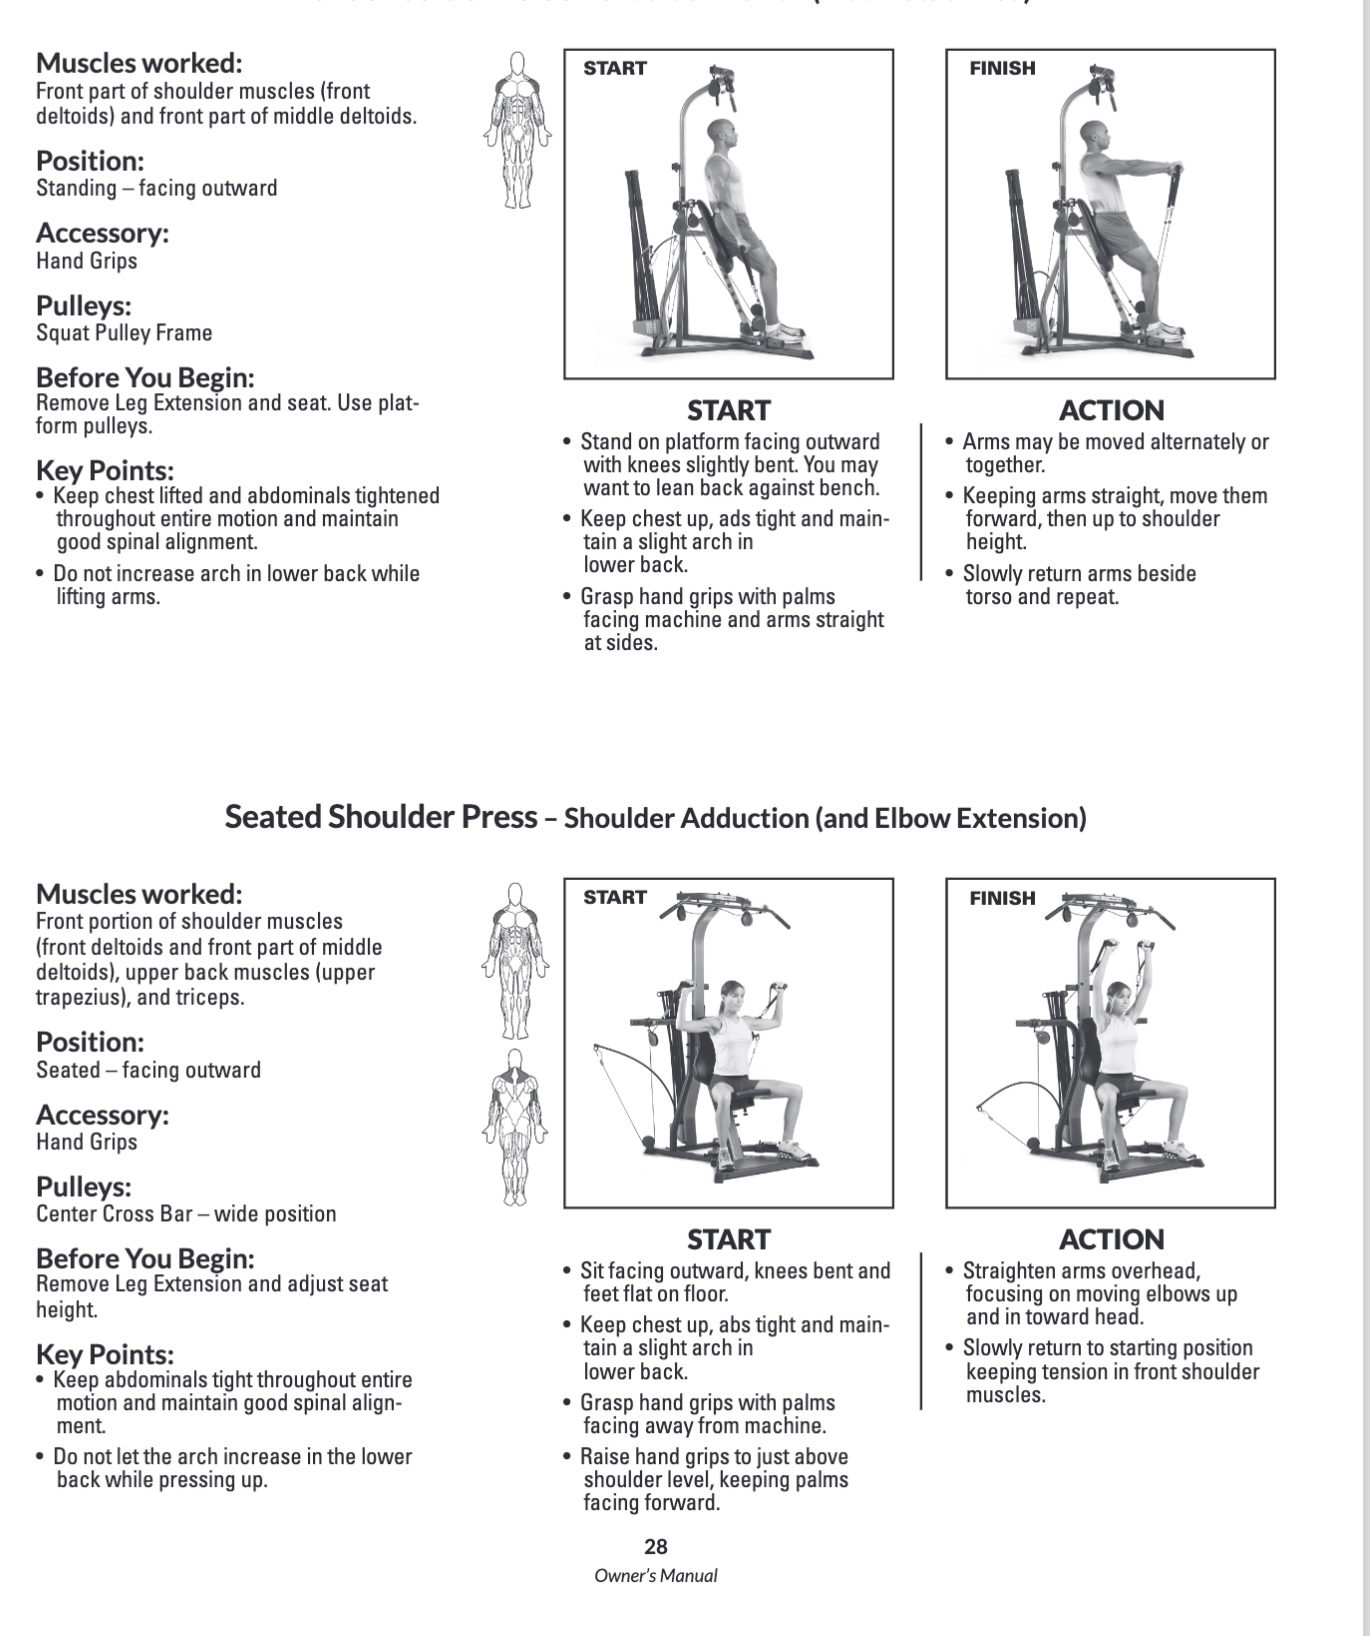 Muscles worked:
Front part of shoulder muscles (front
deltoids) and front part of middle deltoids.
Position:
Standing – facing outward
Accessory:
Hand Grips
Pulleys:
Squat Pulley Frame
Before You Begin:
Remove Leg Extension and seat. Use plat-
form pulleys.
Key Points:
• Keep chest lifted and abdominals tightened
throughout entire motion and maintain
good spinal alignment.
• Do not increase arch in lower back while
lifting arms.
START
FINISH
START
• Stand on platform facing outward
with knees slightly bent. You may
want to lean back against bench.
• Keep chest up, ads tight and main-
tain a slight arch in
lower back.
• Grasp hand grips with palms
facing machine and arms straight
at sides.
ACTION
• Arms may be moved alternately or
together.
• Keeping arms straight, move them
forward, then up to shoulder
height.
• Slowly return arms beside
torso and repeat.
Seated Shoulder Press – Shoulder Adduction (and Elbow Extension)
Muscles worked:
Front portion of shoulder muscles
(front deltoids and front part of middle
deltoids), upper back muscles (upper
trapezius), and triceps.
Position:
Seated – facing outward
Accessory:
Hand Grips
Pulleys:
Center Cross Bar – wide position
Before You Begin:
Remove Leg Extension and adjust seat
height.
Key Points:
• Keep abdominals tight throughout entire
motion and maintain good spinal align-
ment.
• Do not let the arch increase in the lower
back while pressing up.
START
FINISH
START
• Sit facing outward, knees bent and
feet flat on floor.
• Keep chest up, abs tight and main-
tain a slight arch in
lower back.
• Grasp hand grips with palms
facing away from machine.
• Raise hand grips to just above
shoulder level, keeping palms
facing forward.
ACTION
• Straighten arms overhead,
focusing on moving elbows up
and in toward head.
• Slowly return to starting position
keeping tension in front shoulder
muscles.
28
Owner's Manual